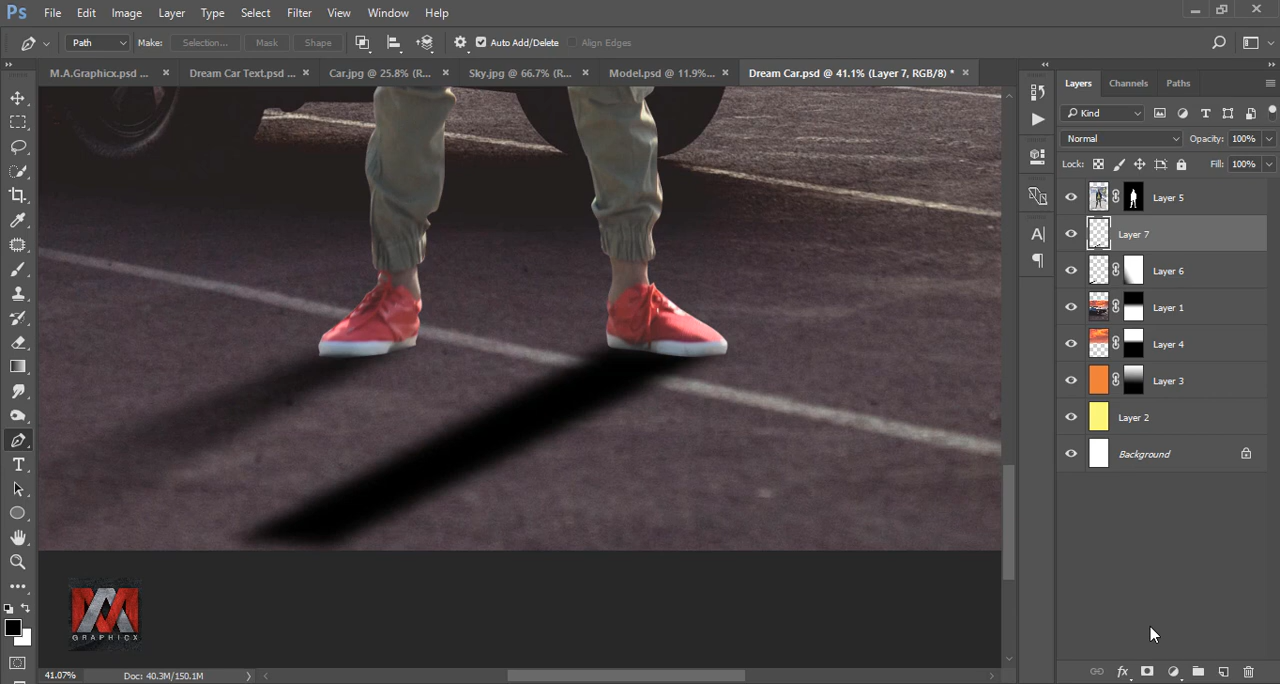 Ps File Edit Image Layer Type Select Filter View Window Help
Path Make: Selection... Mask Shape Auto Add/Delete Align Edges
M.A.Graphicx.psd ... × Dream Car Text.psd ... × Car.jpg @ 25.8% (R... × Sky.jpg @ 66.7% (R... × Model.psd @ 11.9%... × Dream Car.psd @ 41.1% (Layer 7, RGB/8) * ×
Layers Channels Paths
Kind
Normal Opacity: 100%
Lock: Fill: 100%
Layer 5
Layer 7
Layer 6
Layer 1
Layer 4
Layer 3
Layer 2
Background
MA
GRAPHICX
41.07% Doc: 40.3M/150.1M